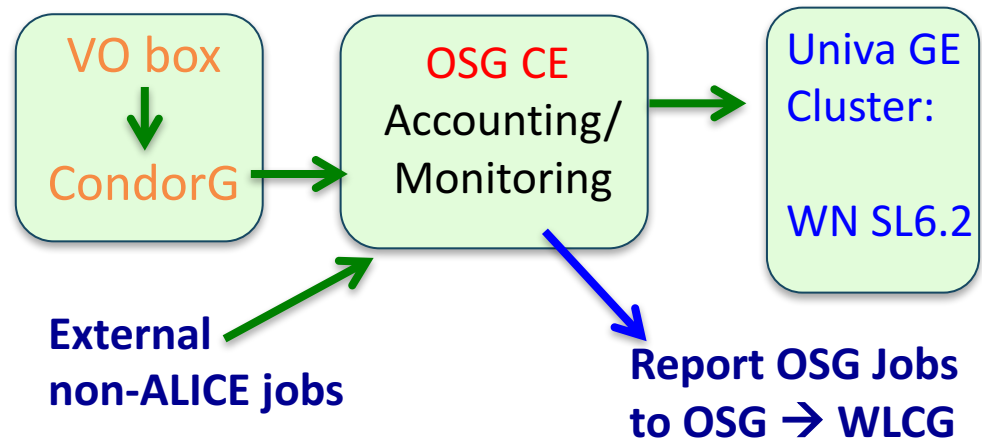 VO box
CondorG
OSG CE
Accounting/
Monitoring
Univa GE
Cluster:
WN SL6.2
External
non-ALICE jobs
Report OSG Jobs
to OSG → WLCG